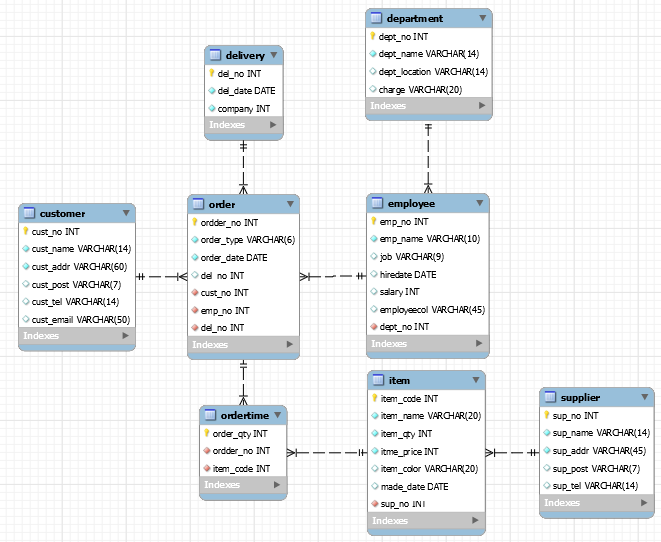 department
dept_no INT
dept_name VARCHAR(14)
dept_location VARCHAR(14)
charge VARCHAR(20)
Indexes
delivery
del_no INT
del_date DATE
company INT
Indexes
order
ordder_no INT
order_type VARCHAR(6)
order_date DATE
del_no INT
cust_no INT
emp_no INT
del_no INT
Indexes
employee
emp_no INT
emp_name VARCHAR(10)
job VARCHAR(9)
hiredate DATE
salary INT
employeecol VARCHAR(45)
dept_no INT
Indexes
customer
cust_no INT
cust_name VARCHAR(14)
cust_addr VARCHAR(60)
cust_post VARCHAR(7)
cust_tel VARCHAR(14)
cust_email VARCHAR(50)
Indexes
ordertime
order_qty INT
ordder_no INT
item_code INT
Indexes
item
item_code INT
item_name VARCHAR(20)
item_qty INT
itme_price INT
item_color VARCHAR(20)
made_date DATE
sup_no INT
Indexes
supplier
sup_no INT
sup_name VARCHAR(14)
sup_addr VARCHAR(45)
sup_post VARCHAR(7)
sup_tel VARCHAR(14)
Indexes